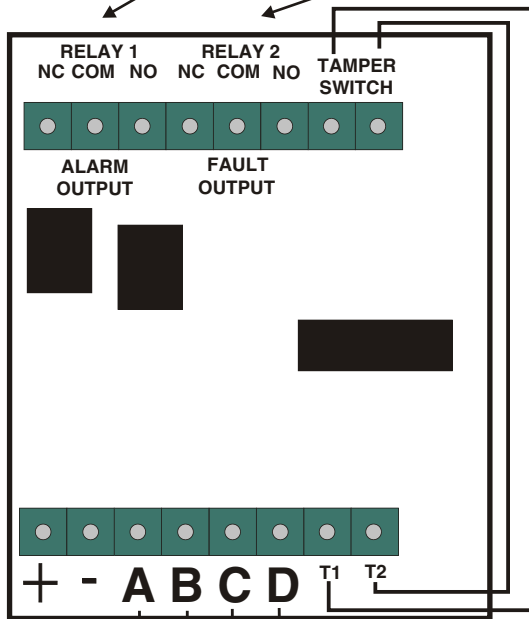 RELAY 1 RELAY 2
NC COM NO NC COM NO TAMPER SWITCH
ALARM OUTPUT FAULT OUTPUT
+ - A B C D T1 T2